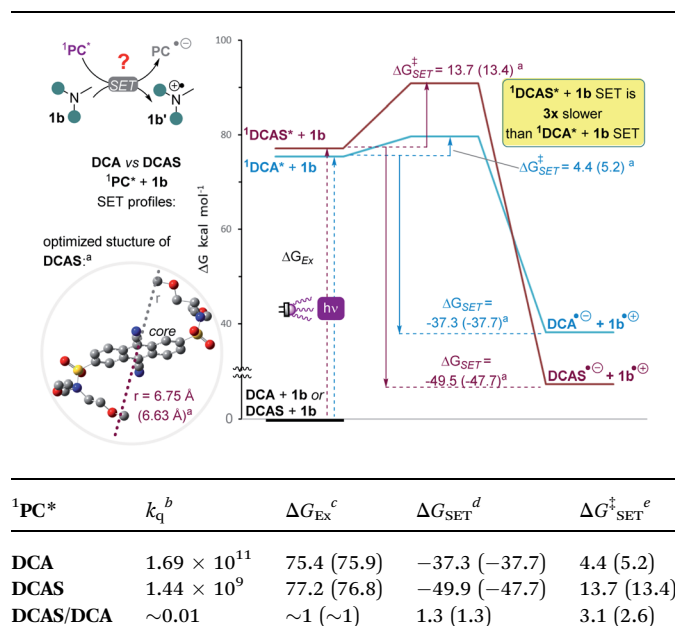 ¹PC*
?
PC•⊖
SET
N
1b
N
1b'
DCA vs DCAS
¹PC* + 1b
SET profiles:
optimized stucture of
DCAS:ᵃ
r
core
r = 6.75 Å
(6.63 Å)ᵃ
ΔG kcal mol⁻¹
100
80
60
40
0
¹DCAS* + 1b
¹DCA* + 1b
ΔG‡SET = 13.7 (13.4) ᵃ
¹DCAS* + 1b SET is
3x slower
than ¹DCA* + 1b SET
ΔG‡SET = 4.4 (5.2) ᵃ
ΔGEx
hν
ΔGSET =
-37.3 (-37.7)ᵃ
DCA•⊖ + 1b•⊕
ΔGSET =
-49.5 (-47.7)ᵃ
DCAS•⊖ + 1b•⊕
DCA + 1b or
DCAS + 1b
¹PC* kqᵇ ΔGExᶜ ΔGSETᵈ ΔG‡SETᵉ
DCA 1.69 × 10¹¹ 75.4 (75.9) −37.3 (−37.7) 4.4 (5.2)
DCAS 1.44 × 10⁹ 77.2 (76.8) −49.9 (−47.7) 13.7 (13.4)
DCAS/DCA ∼0.01 ∼1 (∼1) 1.3 (1.3) 3.1 (2.6)